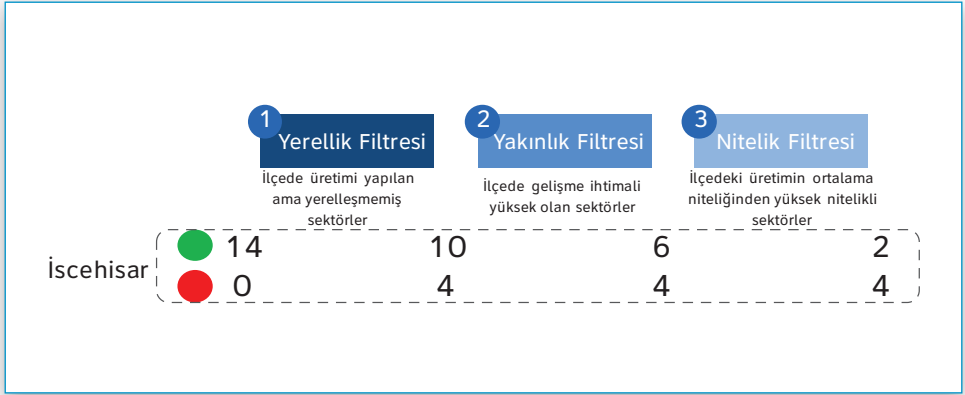 1
Yerellik Filtresi
İlçede üretimi yapılan
ama yerelleşmemiş
sektörler
2
Yakınlık Filtresi
İlçede gelişme ihtimali
yüksek olan sektörler
3
Nitelik Filtresi
İlçedeki üretimin ortalama
niteliğinden yüksek nitelikli
sektörler
İscehisar
14 10 6 2
0 4 4 4